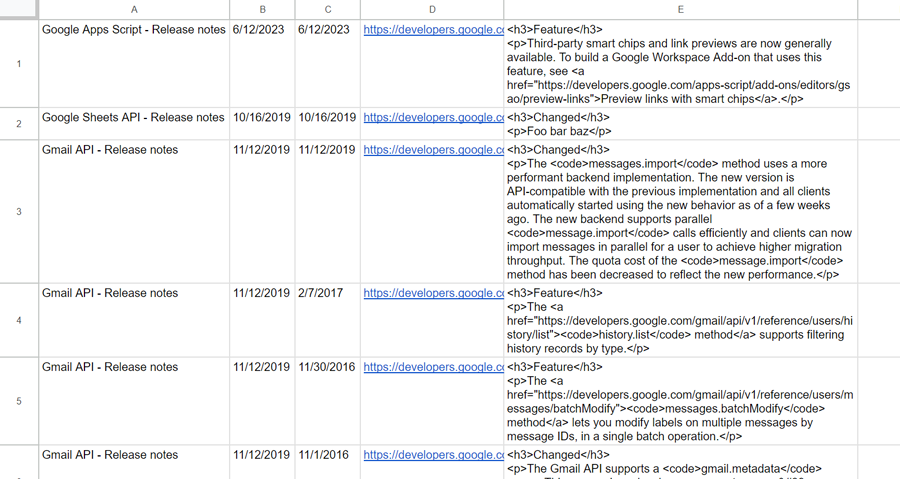 A B C D E
1 Google Apps Script - Release notes 6/12/2023 6/12/2023 https://developers.google.co <h3>Feature</h3>
<p>Third-party smart chips and link previews are now generally
available. To build a Google Workspace Add-on that uses this
feature, see <a
href="https://developers.google.com/apps-script/add-ons/editors/gs
ao/preview-links">Preview links with smart chips</a>.</p>
2 Google Sheets API - Release notes 10/16/2019 10/16/2019 https://developers.google.co <h3>Changed</h3>
<p>Foo bar baz</p>
3 Gmail API - Release notes 11/12/2019 11/12/2019 https://developers.google.co <h3>Changed</h3>
<p>The <code>messages.import</code> method uses a more
performant backend implementation. The new version is
API-compatible with the previous implementation and all clients
automatically started using the new behavior as of a few weeks
ago. The new backend supports parallel
<code>message.import</code> calls efficiently and clients can now
import messages in parallel for a user to achieve higher migration
throughput. The quota cost of the <code>message.import</code>
method has been decreased to reflect the new performance.</p>
4 Gmail API - Release notes 11/12/2019 2/7/2017 https://developers.google.co <h3>Feature</h3>
<p>The <a
href="https://developers.google.com/gmail/api/v1/reference/users/hi
story/list"><code>history.list</code> method</a> supports filtering
history records by type.</p>
5 Gmail API - Release notes 11/12/2019 11/30/2016 https://developers.google.co <h3>Feature</h3>
<p>The <a
href="https://developers.google.com/gmail/api/v1/reference/users/m
essages/batchModify"><code>messages.batchModify</code>
method</a> lets you modify labels on multiple messages by
message IDs, in a single batch operation.</p>
Gmail API - Release notes 11/12/2019 11/1/2016 https://developers.google.co <h3>Changed</h3>
<p>The Gmail API supports a <code>gmail.metadata</code>